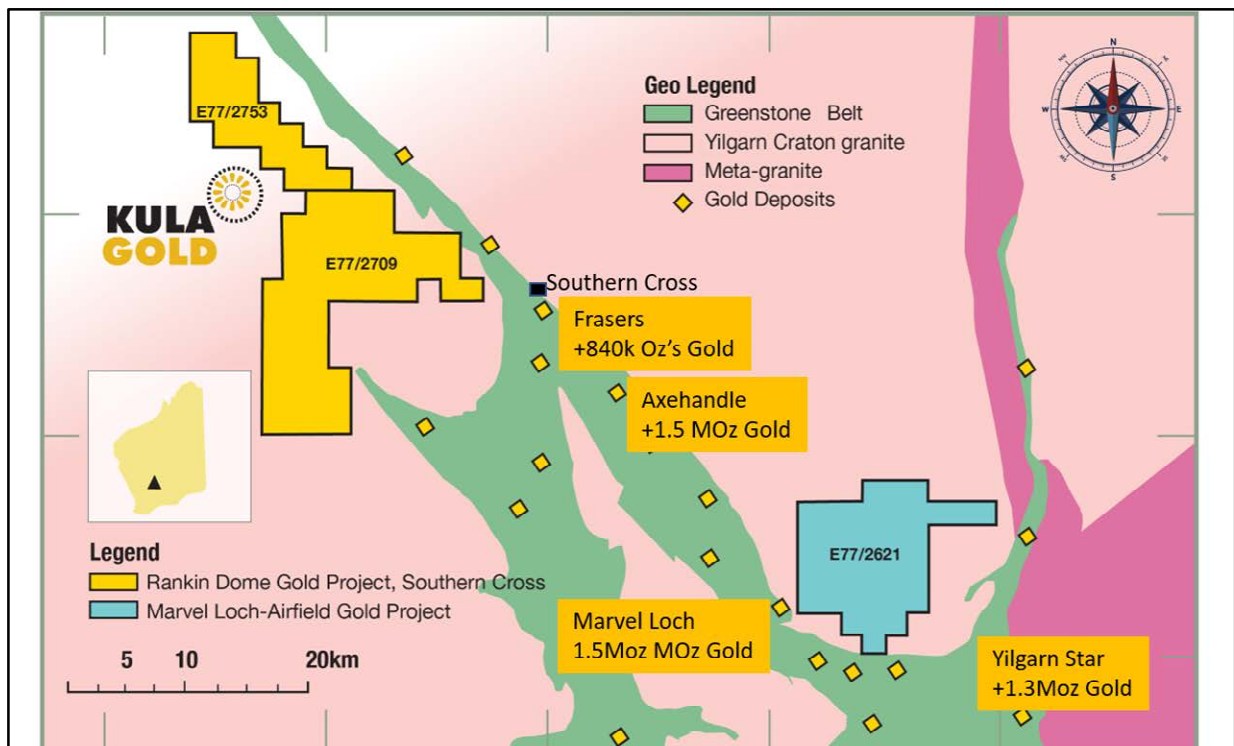 E77/2753
KULA
GOLD
E77/2709
Geo Legend
Greenstone Belt
Yilgarn Craton granite
Meta-granite
Gold Deposits
N
E
S
W
Southern Cross
Frasers
+840k Oz's Gold
Axehandle
+1.5 MOz Gold
E77/2621
Marvel Loch
1.5Moz MOz Gold
Yilgarn Star
+1.3Moz Gold
Legend
Rankin Dome Gold Project, Southern Cross
Marvel Loch-Airfield Gold Project
5 10 20km